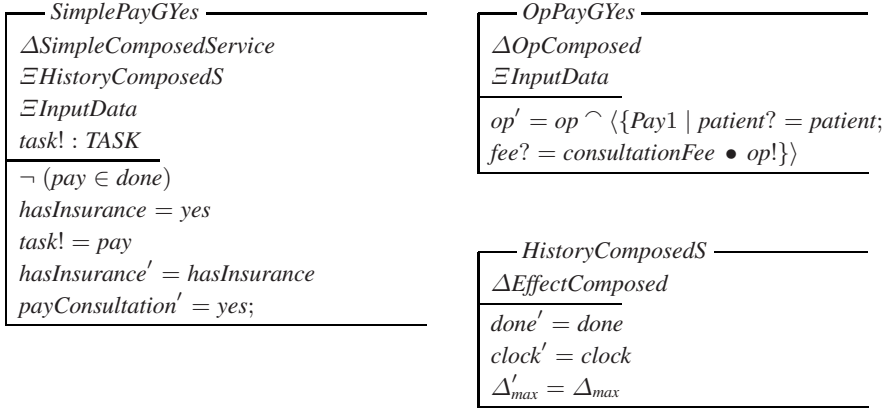 SimplePayGYes
ΔSimpleComposedService
ΞHistoryComposedS
ΞInputData
task! : TASK
¬ (pay ∈ done)
hasInsurance = yes
task! = pay
hasInsurance′ = hasInsurance
payConsultation′ = yes;
OpPayGYes
ΔOpComposed
ΞInputData
op′ = op ⌢ ⟨{Pay1 | patient? = patient;
fee? = consultationFee • op!}⟩
HistoryComposedS
ΔEffectComposed
done′ = done
clock′ = clock
Δ′max = Δmax